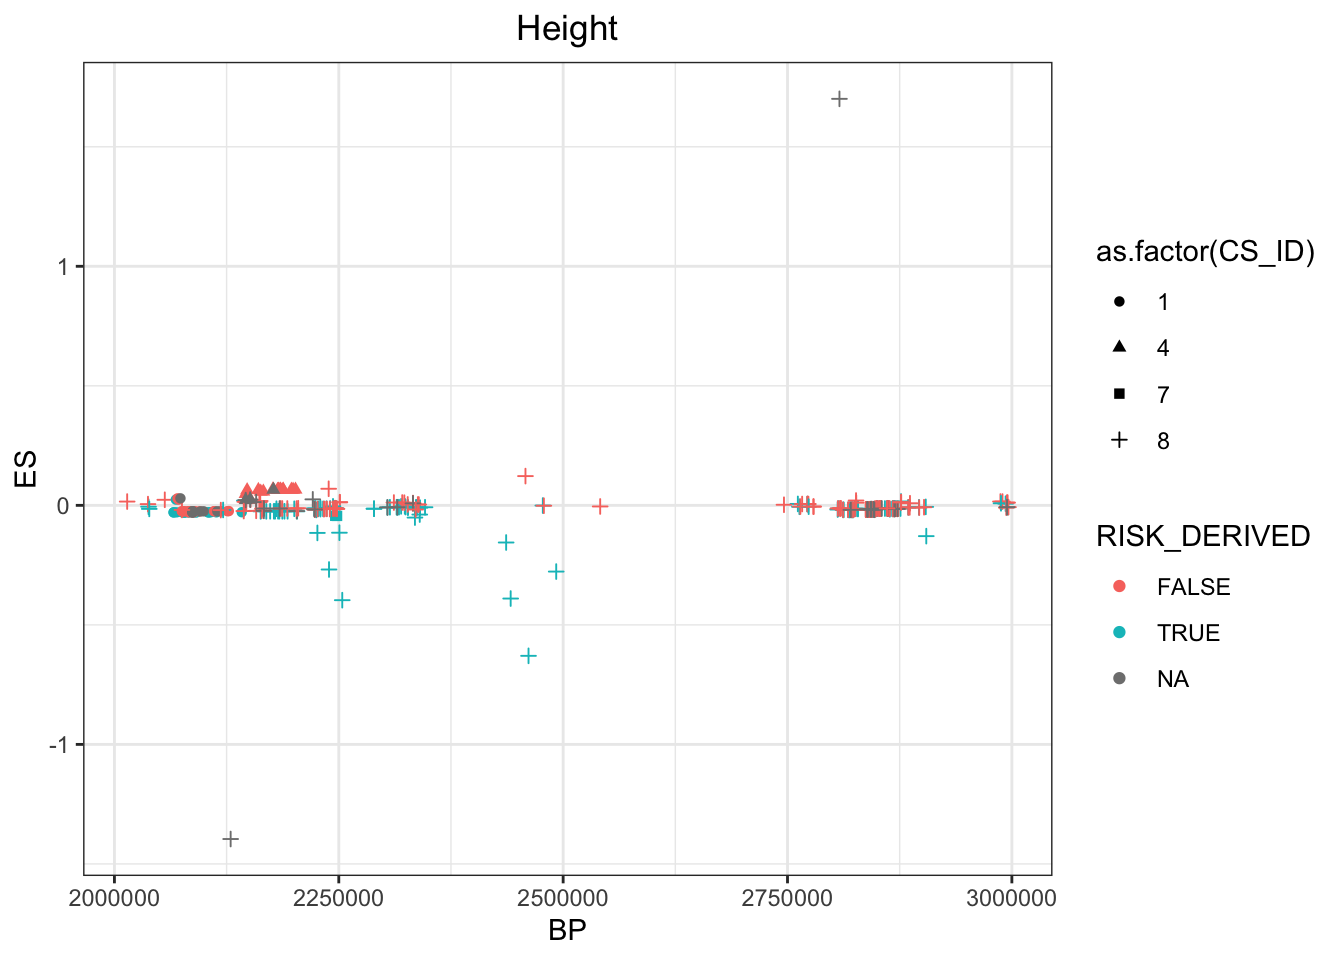 Height
ES
1
0
-1
2000000 2250000 2500000 2750000 3000000
BP
as.factor(CS_ID)
1
4
7
8
RISK_DERIVED
FALSE
TRUE
NA